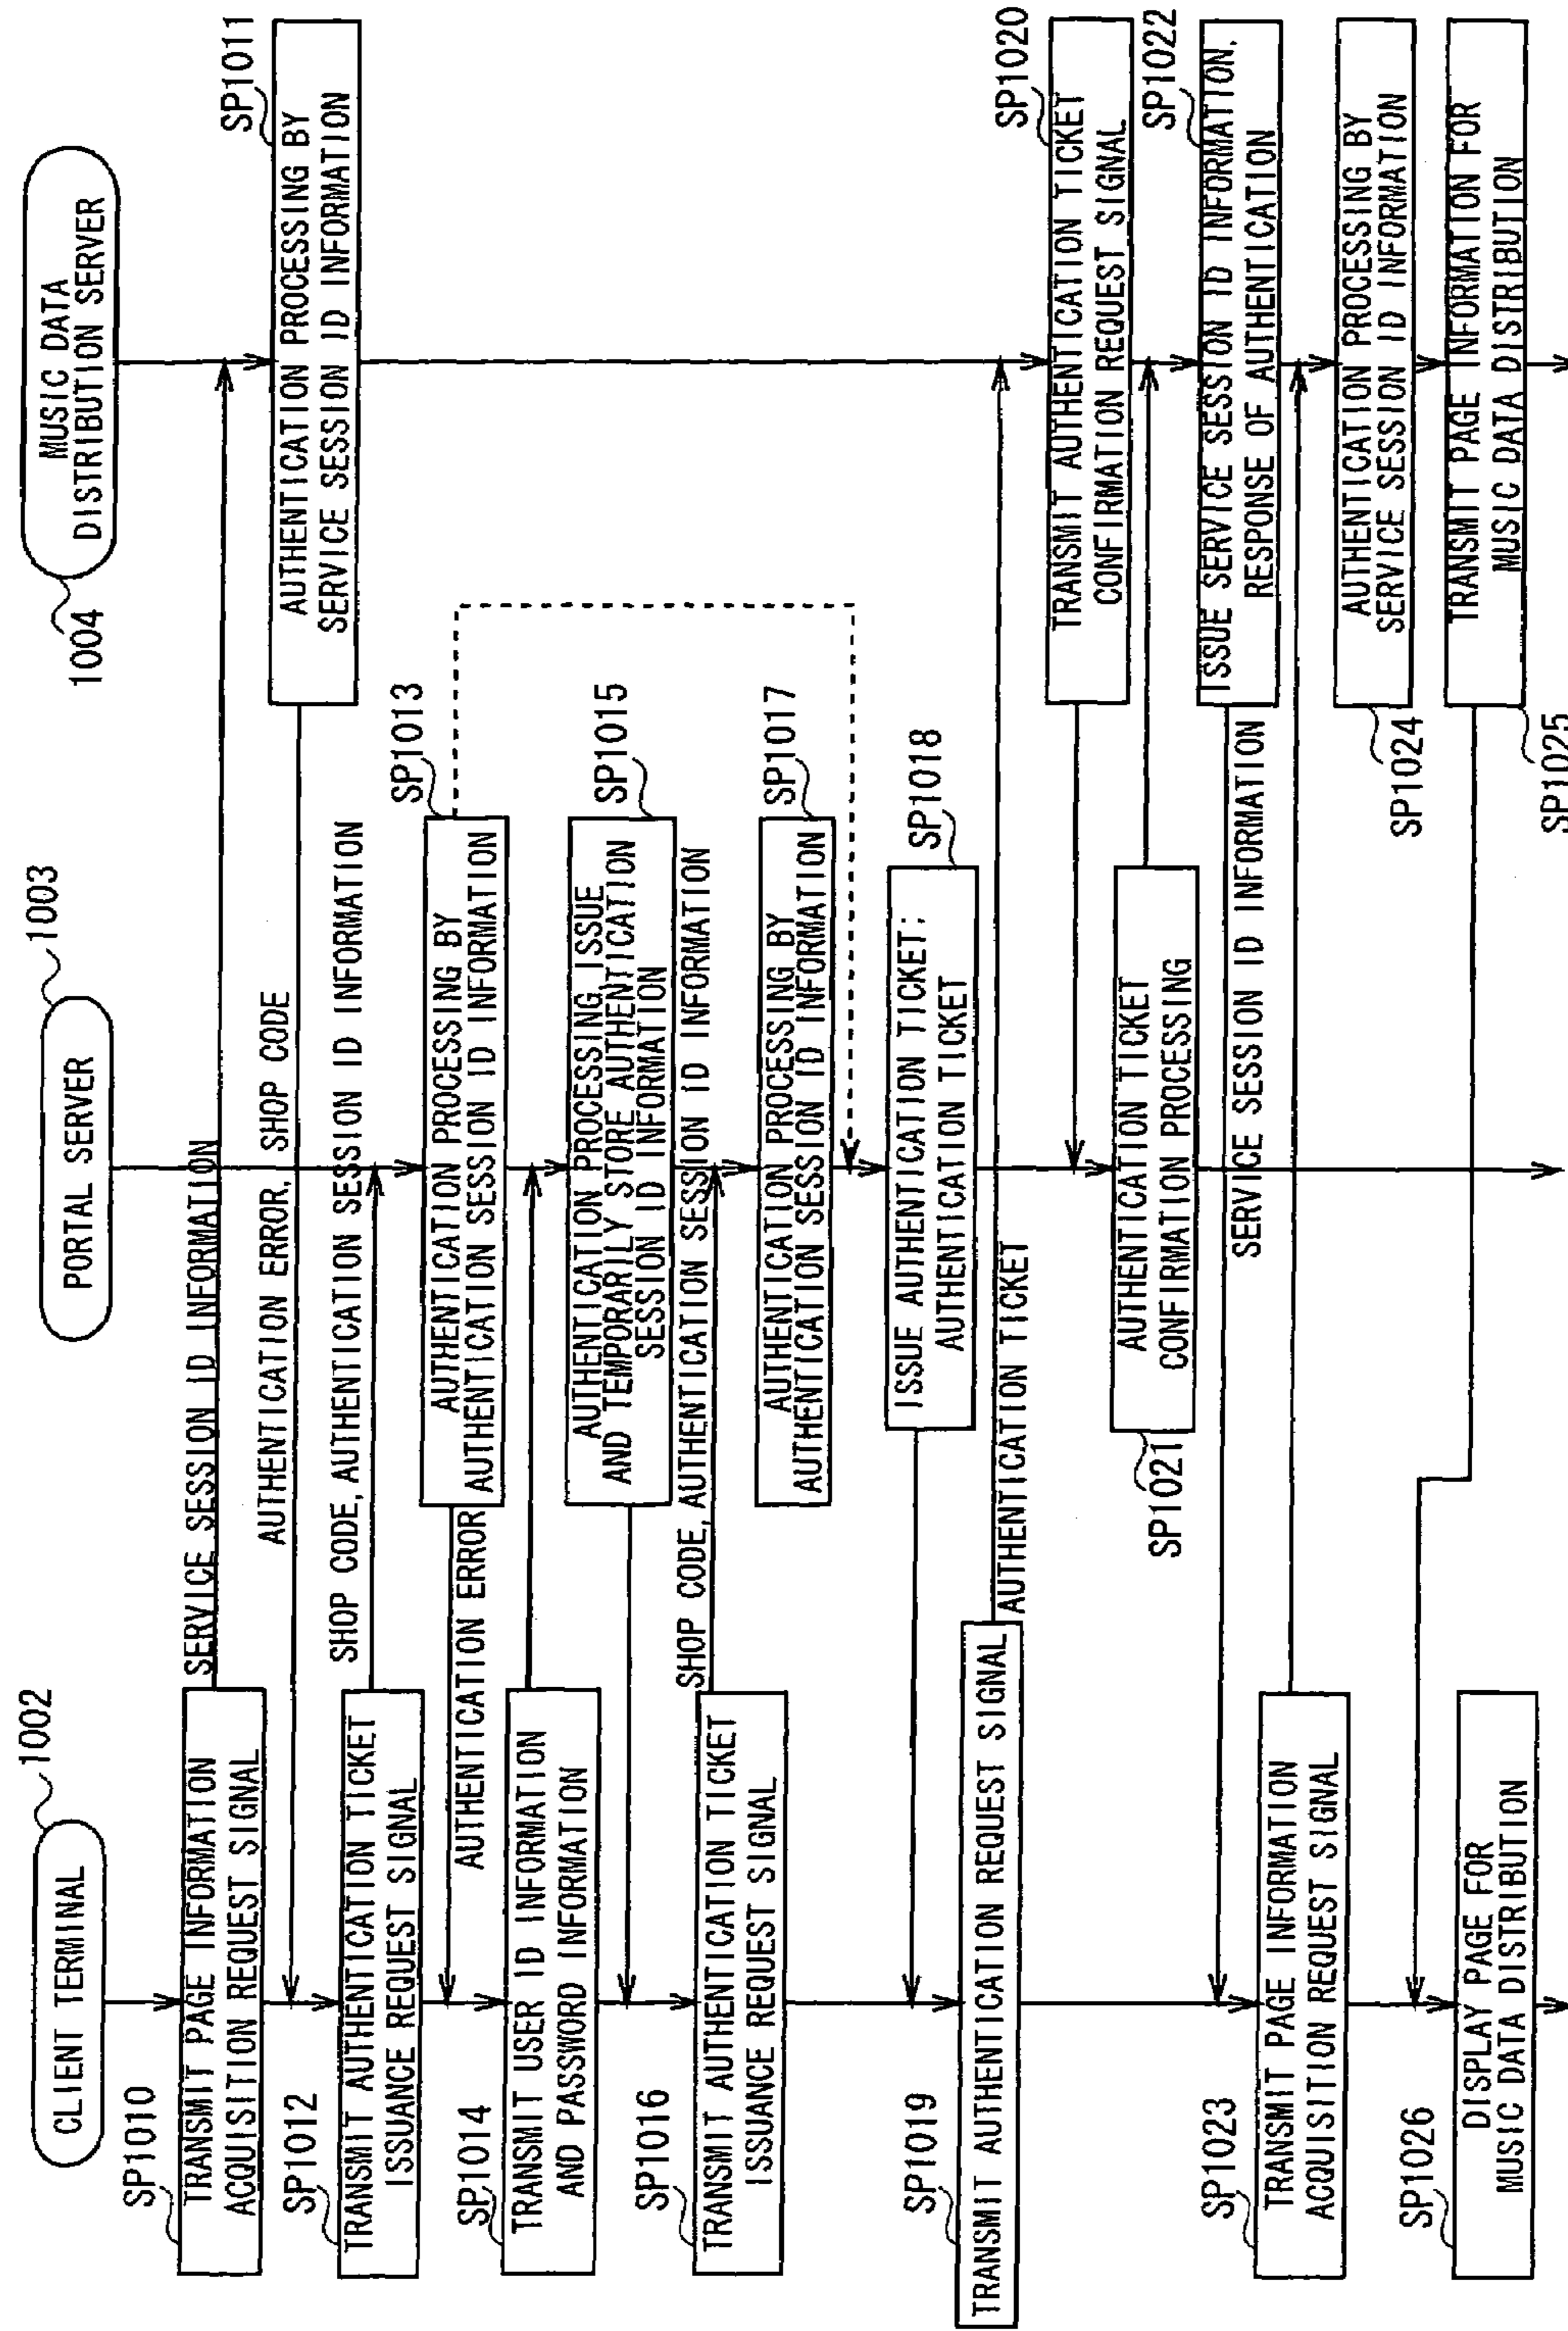 CLIENT TERMINAL
1002
PORTAL SERVER
1003
MUSIC DATA
DISTRIBUTION SERVER
1004
SP1010
TRANSMIT PAGE INFORMATION
ACQUISITION REQUEST SIGNAL
SERVICE SESSION ID INFORMATION
SP1011
AUTHENTICATION PROCESSING BY
SERVICE SESSION ID INFORMATION
AUTHENTICATION ERROR, SHOP CODE
SP1012
TRANSMIT AUTHENTICATION TICKET
ISSUANCE REQUEST SIGNAL
SHOP CODE, AUTHENTICATION SESSION ID INFORMATION
SP1013
AUTHENTICATION PROCESSING BY
AUTHENTICATION SESSION ID INFORMATION
AUTHENTICATION ERROR
SP1014
TRANSMIT USER ID INFORMATION
AND PASSWORD INFORMATION
SP1015
AUTHENTICATION PROCESSING, ISSUE
AND TEMPORARILY STORE AUTHENTICATION
SESSION ID INFORMATION
SP1016
TRANSMIT AUTHENTICATION TICKET
ISSUANCE REQUEST SIGNAL
SHOP CODE, AUTHENTICATION SESSION ID INFORMATION
SP1017
AUTHENTICATION PROCESSING BY
AUTHENTICATION SESSION ID INFORMATION
SP1018
ISSUE AUTHENTICATION TICKET;
AUTHENTICATION TICKET
SP1019
TRANSMIT AUTHENTICATION REQUEST SIGNAL
AUTHENTICATION TICKET
SP1020
TRANSMIT AUTHENTICATION TICKET
CONFIRMATION REQUEST SIGNAL
SP1021
AUTHENTICATION TICKET
CONFIRMATION PROCESSING
SP1022
ISSUE SERVICE SESSION ID INFORMATION,
RESPONSE OF AUTHENTICATION
SERVICE SESSION ID INFORMATION
SP1023
TRANSMIT PAGE INFORMATION
ACQUISITION REQUEST SIGNAL
SP1024
AUTHENTICATION PROCESSING BY
SERVICE SESSION ID INFORMATION
SP1025
TRANSMIT PAGE INFORMATION FOR
MUSIC DATA DISTRIBUTION
SP1026
DISPLAY PAGE FOR
MUSIC DATA DISTRIBUTION